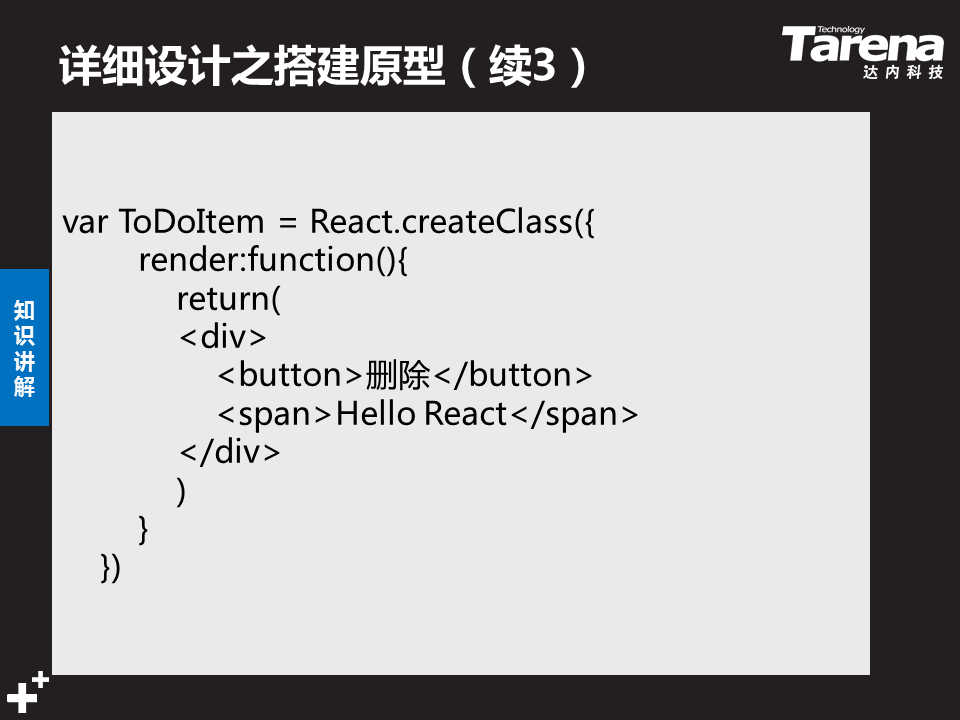 详细设计之搭建原型（续3）
Technology
Tarena
达内科技
知识讲解
var ToDoItem = React.createClass({
render:function(){
return(
<div>
<button>删除</button>
<span>Hello React</span>
</div>
)
}
})